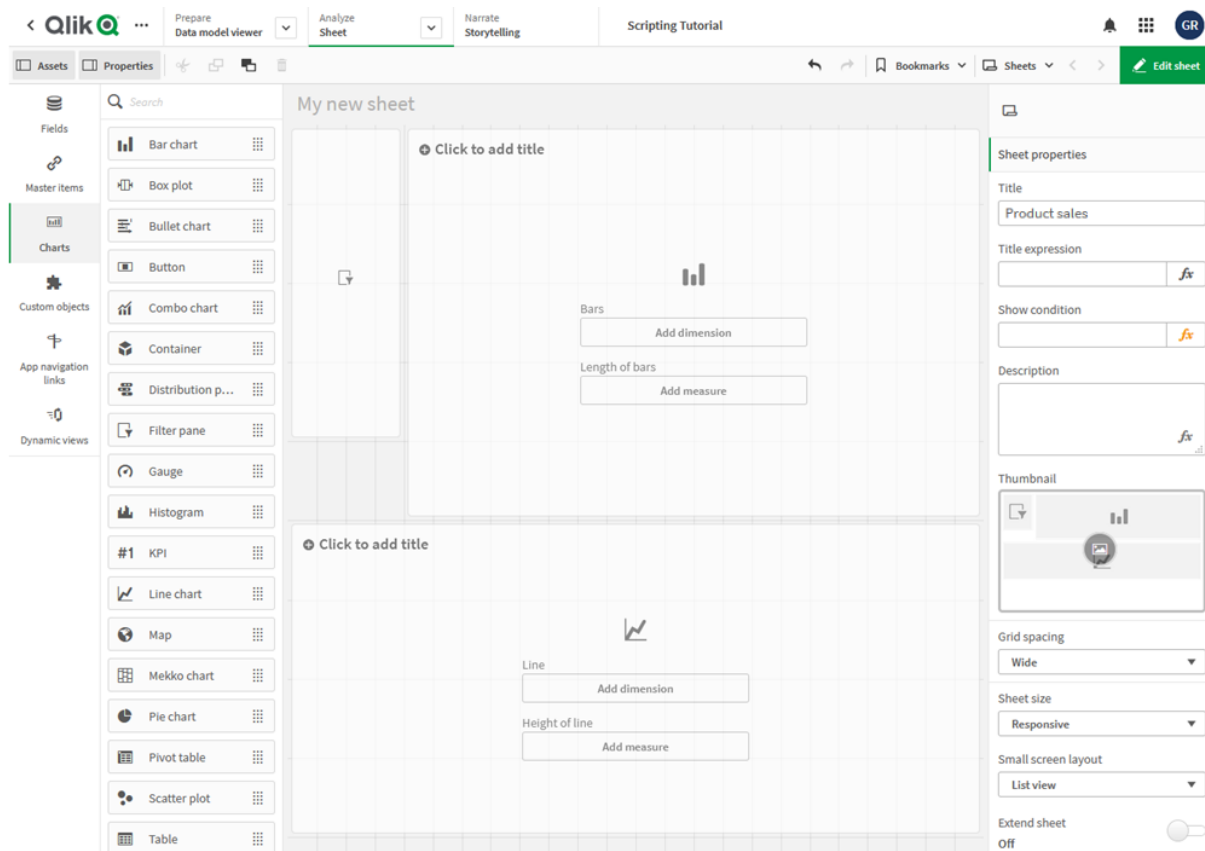 Qlik
Prepare
Data model viewer
Analyze
Sheet
Narrate
Storytelling
Scripting Tutorial
GR
Assets
Properties
Bookmarks
Sheets
Edit sheet
Fields
Master items
Charts
Custom objects
App navigation
links
Dynamic views
Search
Bar chart
Box plot
Bullet chart
Button
Combo chart
Container
Distribution p...
Filter pane
Gauge
Histogram
#1 KPI
Line chart
Map
Mekko chart
Pie chart
Pivot table
Scatter plot
Table
My new sheet
Click to add title
Bars
Add dimension
Length of bars
Add measure
Click to add title
Line
Add dimension
Height of line
Add measure
Sheet properties
Title
Product sales
Title expression
fx
Show condition
fx
Description
fx
Thumbnail
Grid spacing
Wide
Sheet size
Responsive
Small screen layout
List view
Extend sheet
Off